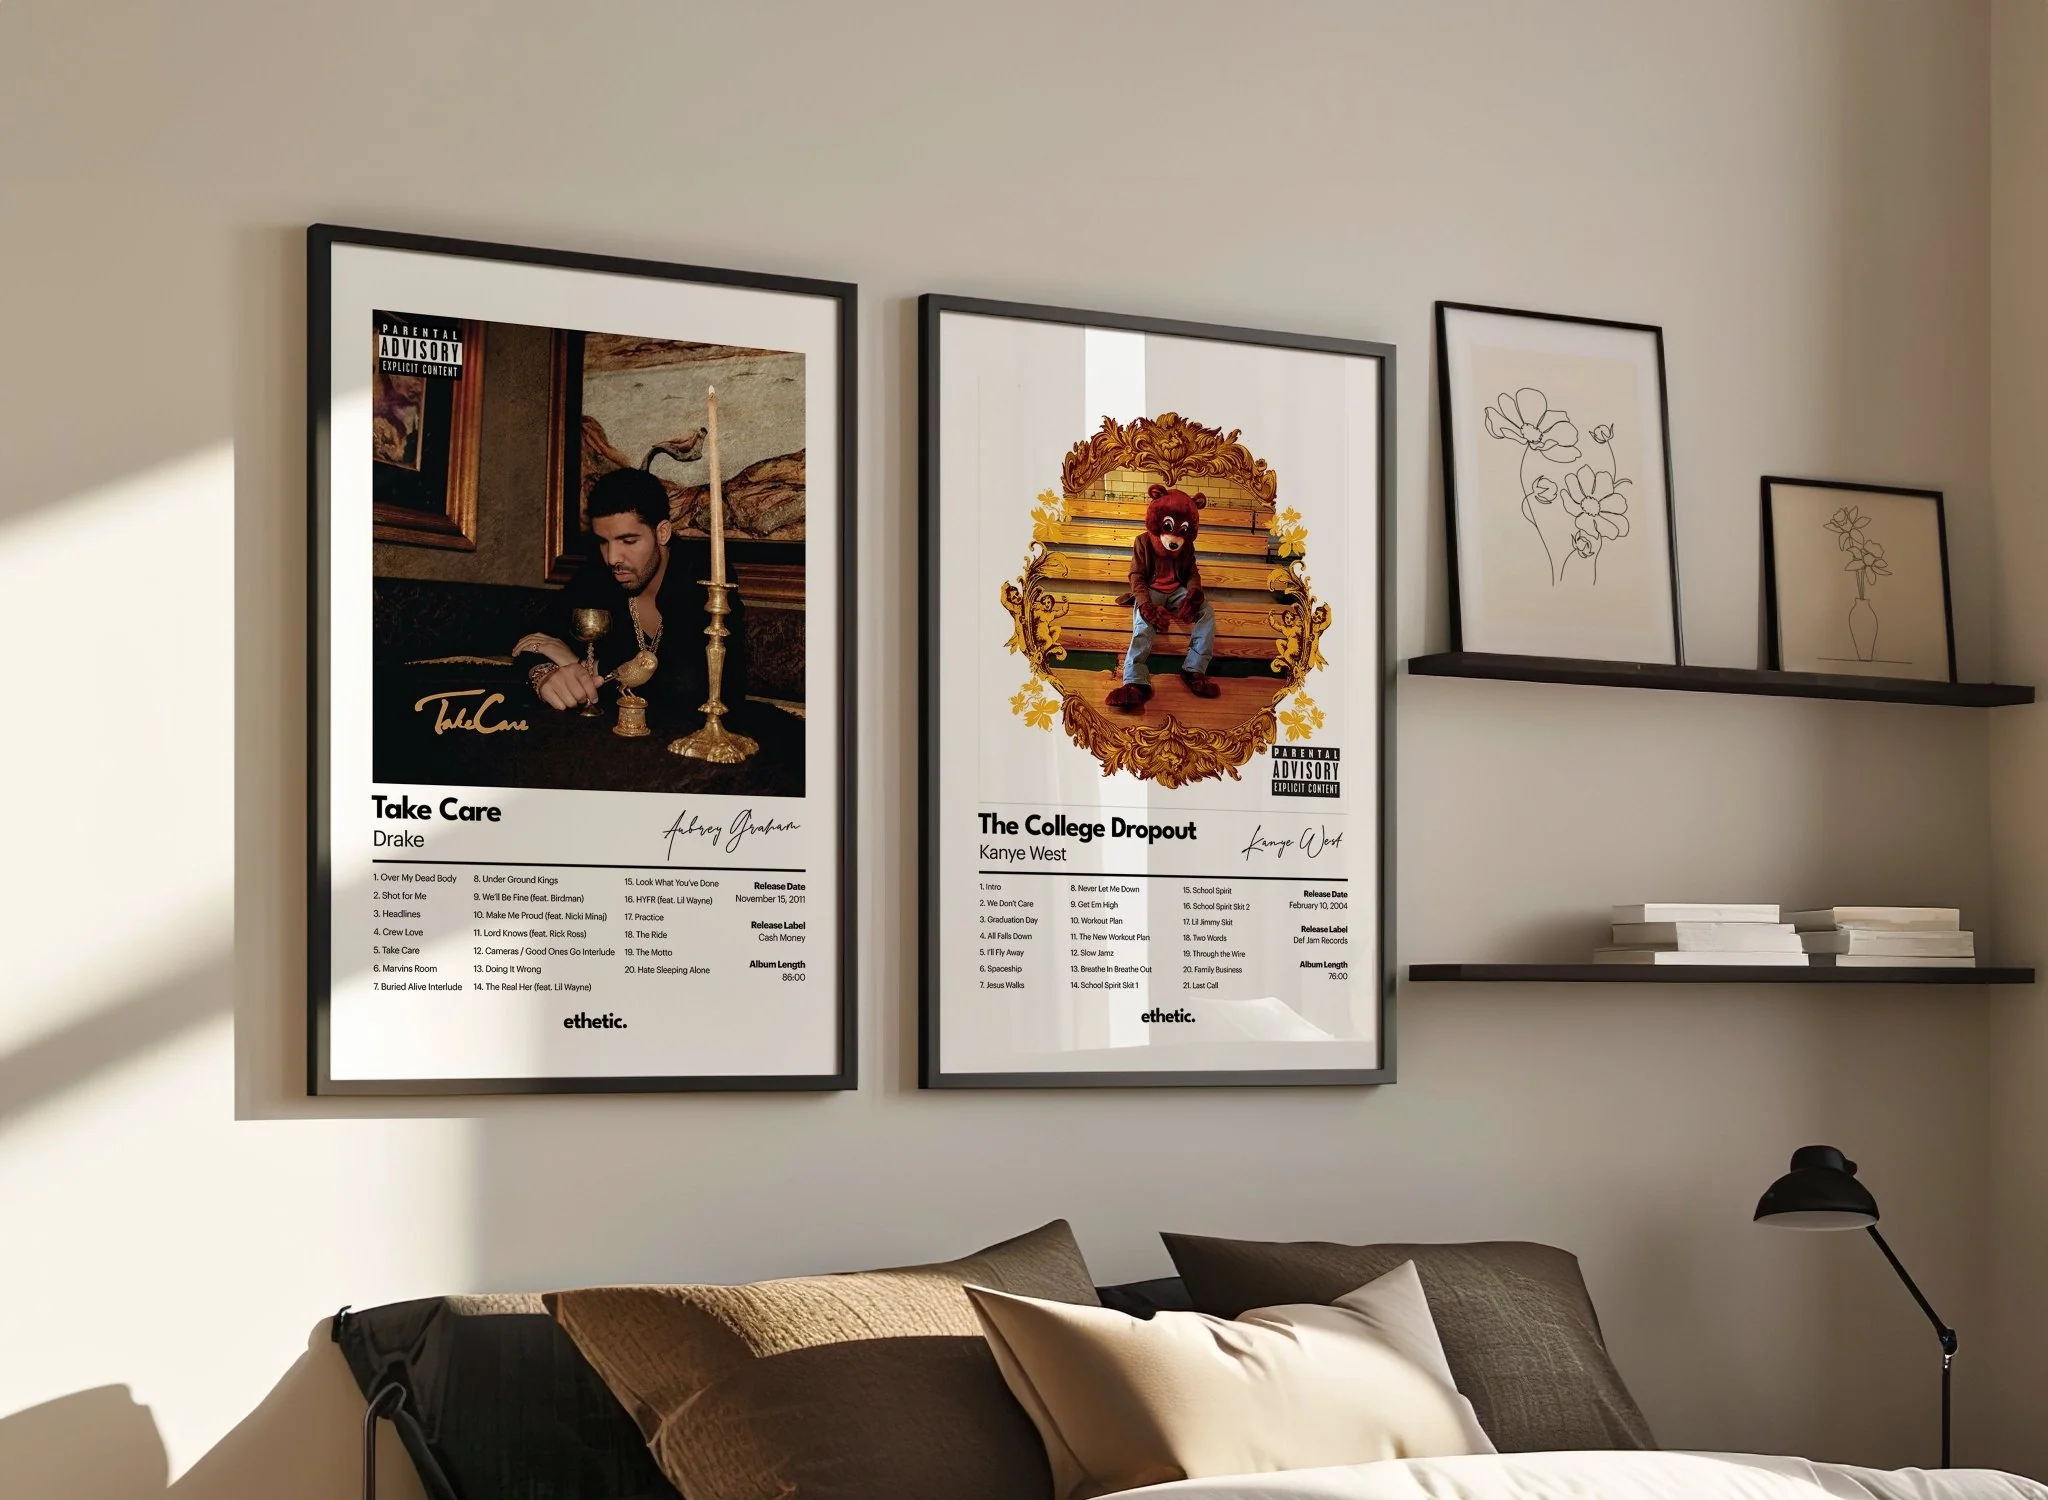 PARENTAL
ADVISORY
EXPLICIT CONTENT
Take Care
Take Care
Drake
Aubrey Graham
1. Over My Dead Body
2. Shot for Me
3. Headlines
4. Crew Love
5. Take Care
6. Marvins Room
7. Buried Alive Interlude
8. Under Ground Kings
9. We'll Be Fine (feat. Birdman)
10. Make Me Proud (feat. Nicki Minaj)
11. Lord Knows (feat. Rick Ross)
12. Cameras / Good Ones Go Interlude
13. Doing It Wrong
14. The Real Her (feat. Lil Wayne)
15. Look What You've Done
16. HYFR (feat. Lil Wayne)
17. Practice
18. The Ride
19. The Motto
20. Hate Sleeping Alone
Release Date
November 15, 2011
Release Label
Cash Money
Album Length
86:00
ethetic.
PARENTAL
ADVISORY
EXPLICIT CONTENT
The College Dropout
Kanye West
Kanye West
1. Intro
2. We Don't Care
3. Graduation Day
4. All Falls Down
5. I'll Fly Away
6. Spaceship
7. Jesus Walks
8. Never Let Me Down
9. Get Em High
10. Workout Plan
11. The New Workout Plan
12. Slow Jamz
13. Breathe In Breathe Out
14. School Spirit Skit 1
15. School Spirit
16. School Spirit Skit 2
17. Lil Jimmy Skit
18. Two Words
19. Through the Wire
20. Family Business
21. Last Call
Release Date
February 10, 2004
Release Label
Def Jam Records
Album Length
76:00
ethetic.